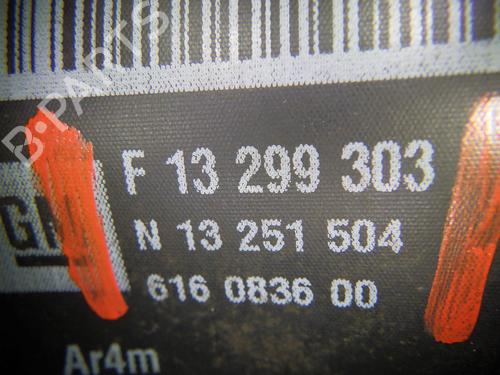 B-PARTS
F 13 299 303
GM
N 13 251 504
616 0836 00
Ar4m